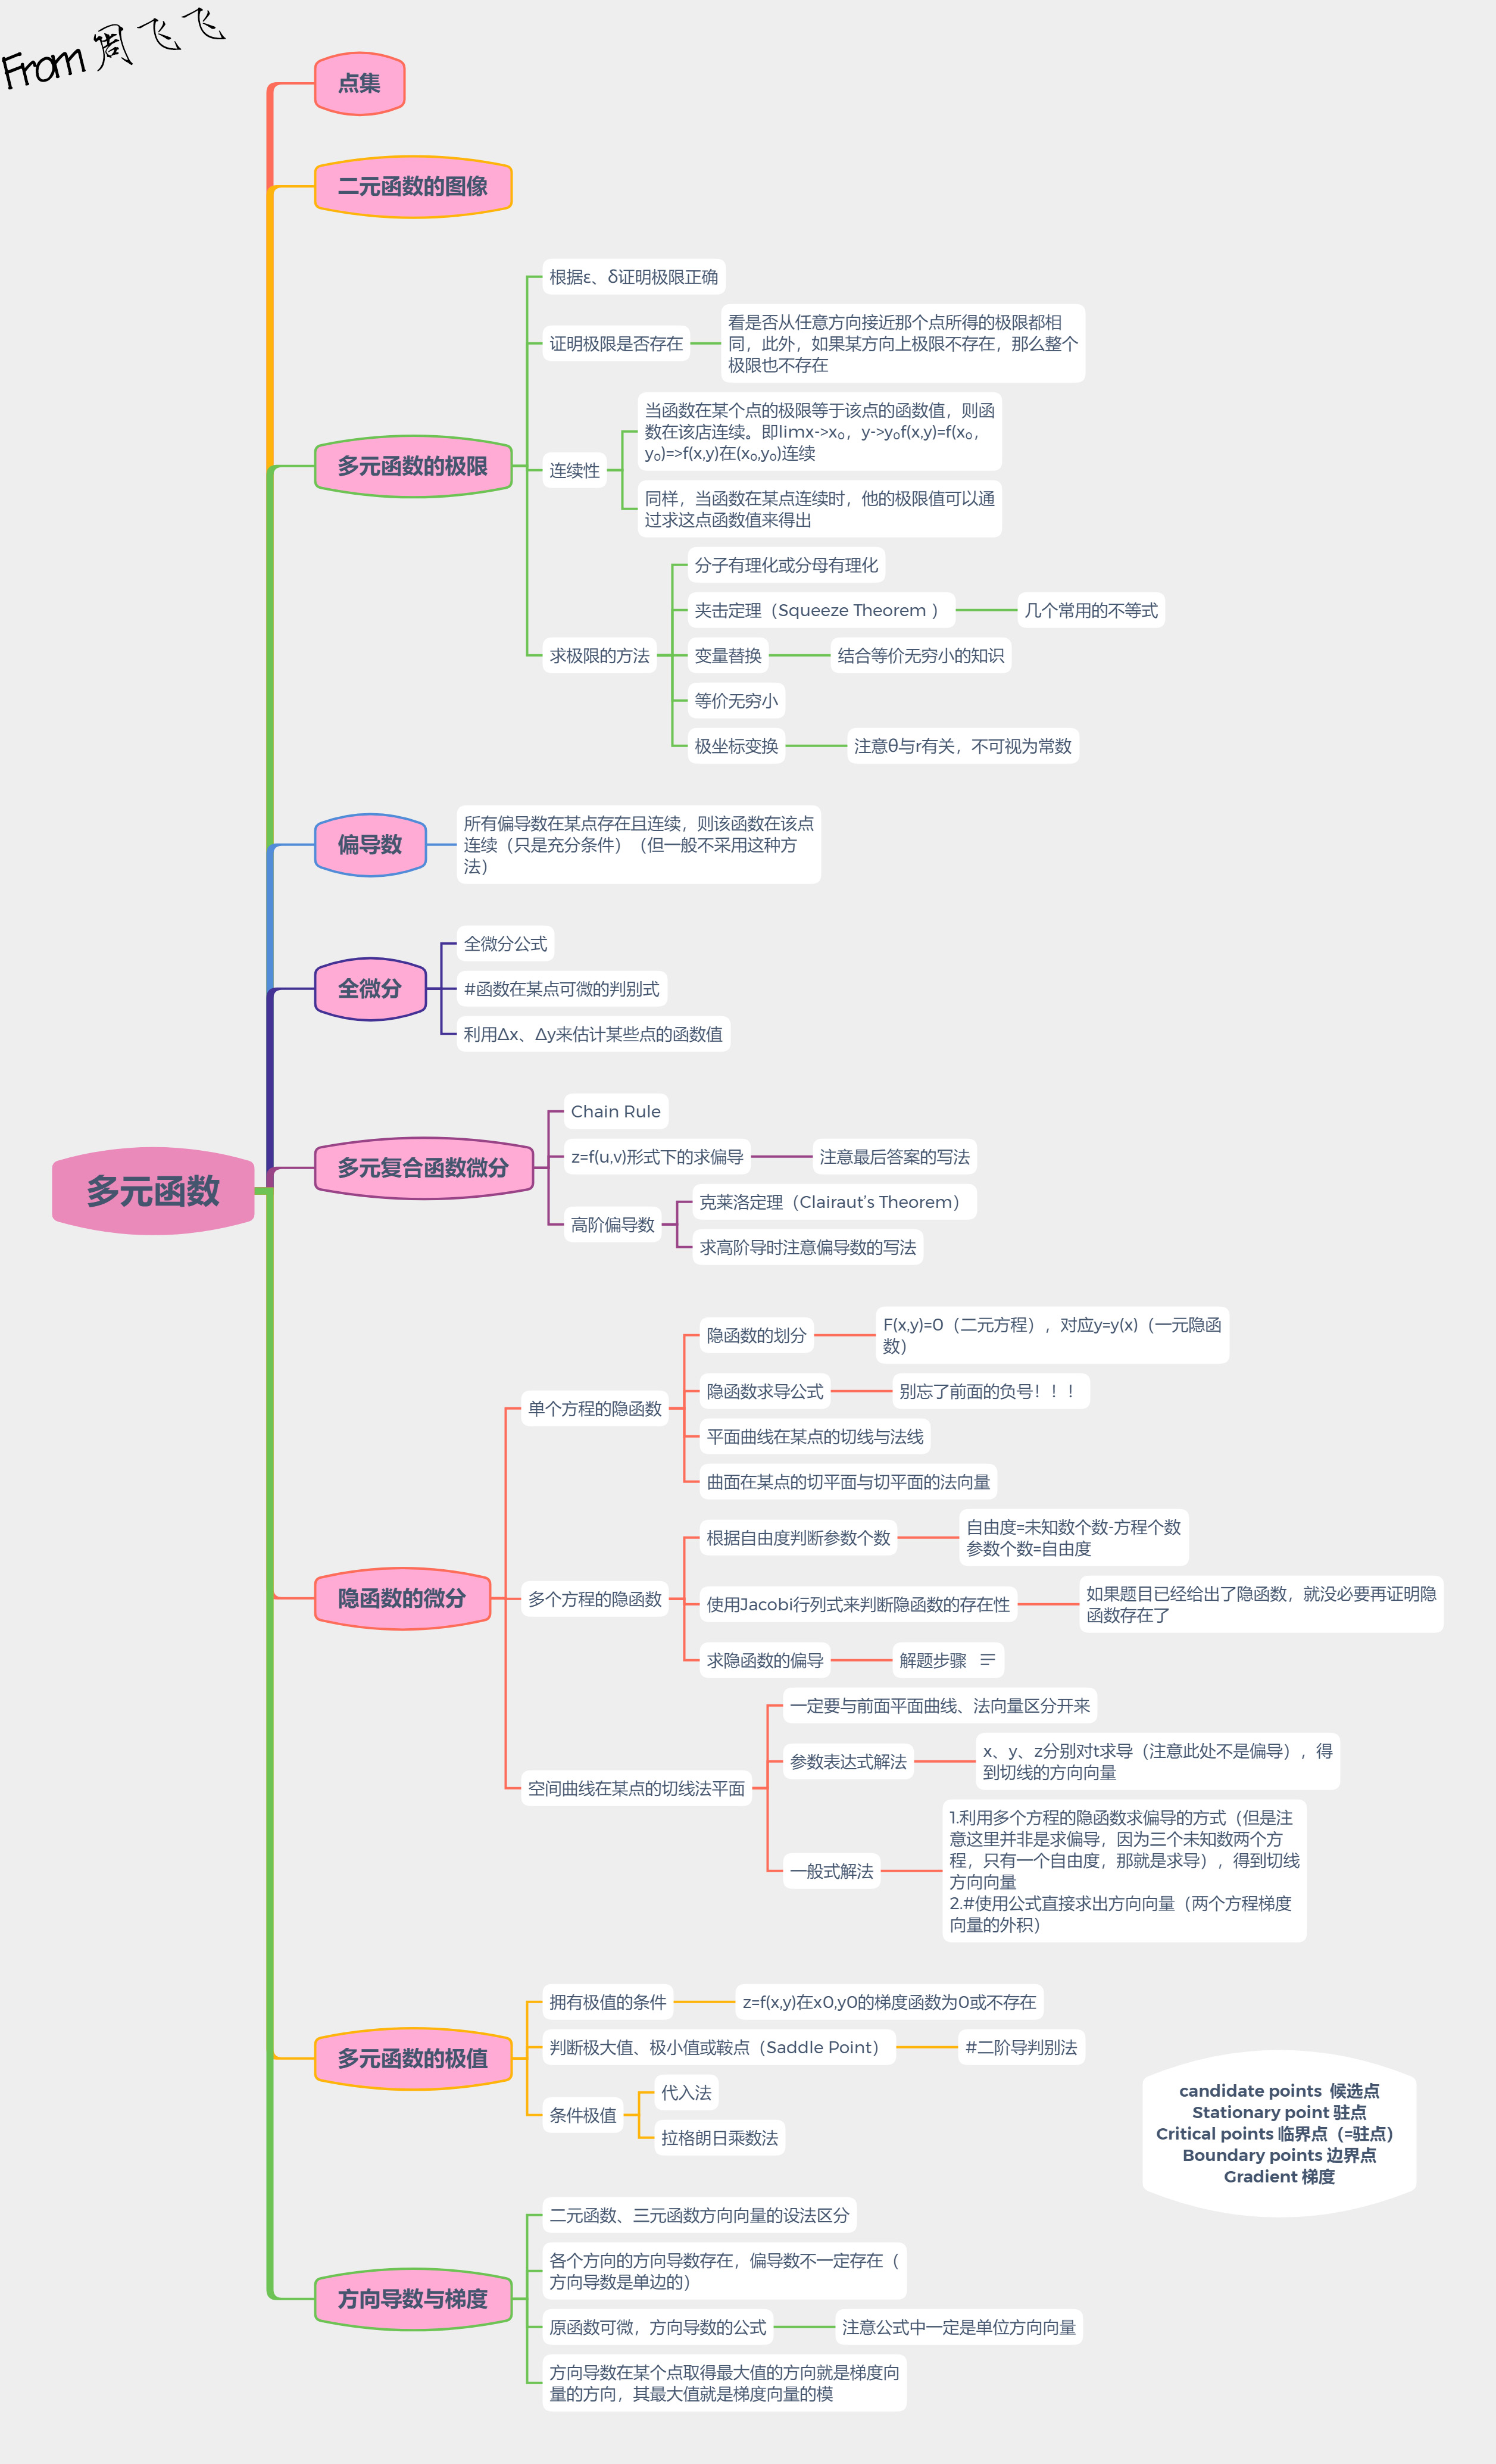 From 周飞飞
点集
二元函数的图像
多元函数的极限
根据ε、δ证明极限正确
证明极限是否存在
看是否从任意方向接近那个点所得的极限都相
同，此外，如果某方向上极限不存在，那么整个
极限也不存在
连续性
当函数在某个点的极限等于该点的函数值，则函
数在该店连续。即limx->x₀，y->y₀f(x,y)=f(x₀，
y₀)=>f(x,y)在(x₀,y₀)连续
同样，当函数在某点连续时，他的极限值可以通
过求这点函数值来得出
求极限的方法
分子有理化或分母有理化
夹击定理（Squeeze Theorem ）
几个常用的不等式
变量替换
结合等价无穷小的知识
等价无穷小
极坐标变换
注意θ与r有关，不可视为常数
偏导数
所有偏导数在某点存在且连续，则该函数在该点
连续（只是充分条件）（但一般不采用这种方
法）
全微分
全微分公式
#函数在某点可微的判别式
利用Δx、Δy来估计某些点的函数值
多元函数
多元复合函数微分
Chain Rule
z=f(u,v)形式下的求偏导
注意最后答案的写法
高阶偏导数
克莱洛定理（Clairaut’s Theorem）
求高阶导时注意偏导数的写法
隐函数的微分
单个方程的隐函数
隐函数的划分
F(x,y)=0（二元方程），对应y=y(x)（一元隐函
数）
隐函数求导公式
别忘了前面的负号！！！
平面曲线在某点的切线与法线
曲面在某点的切平面与切平面的法向量
多个方程的隐函数
根据自由度判断参数个数
自由度=未知数个数-方程个数
参数个数=自由度
使用Jacobi行列式来判断隐函数的存在性
如果题目已经给出了隐函数，就没必要再证明隐
函数存在了
求隐函数的偏导
解题步骤
空间曲线在某点的切线法平面
一定要与前面平面曲线、法向量区分开来
参数表达式解法
x、y、z分别对t求导（注意此处不是偏导），得
到切线的方向向量
一般式解法
1.利用多个方程的隐函数求偏导的方式（但是注
意这里并非是求偏导，因为三个未知数两个方
程，只有一个自由度，那就是求导），得到切线
方向向量
2.#使用公式直接求出方向向量（两个方程梯度
向量的外积）
多元函数的极值
拥有极值的条件
z=f(x,y)在x0,y0的梯度函数为0或不存在
判断极大值、极小值或鞍点（Saddle Point）
#二阶导判别法
条件极值
代入法
拉格朗日乘数法
candidate points 候选点
Stationary point 驻点
Critical points 临界点（=驻点）
Boundary points 边界点
Gradient 梯度
方向导数与梯度
二元函数、三元函数方向向量的设法区分
各个方向的方向导数存在，偏导数不一定存在（
方向导数是单边的）
原函数可微，方向导数的公式
注意公式中一定是单位方向向量
方向导数在某个点取得最大值的方向就是梯度向
量的方向，其最大值就是梯度向量的模